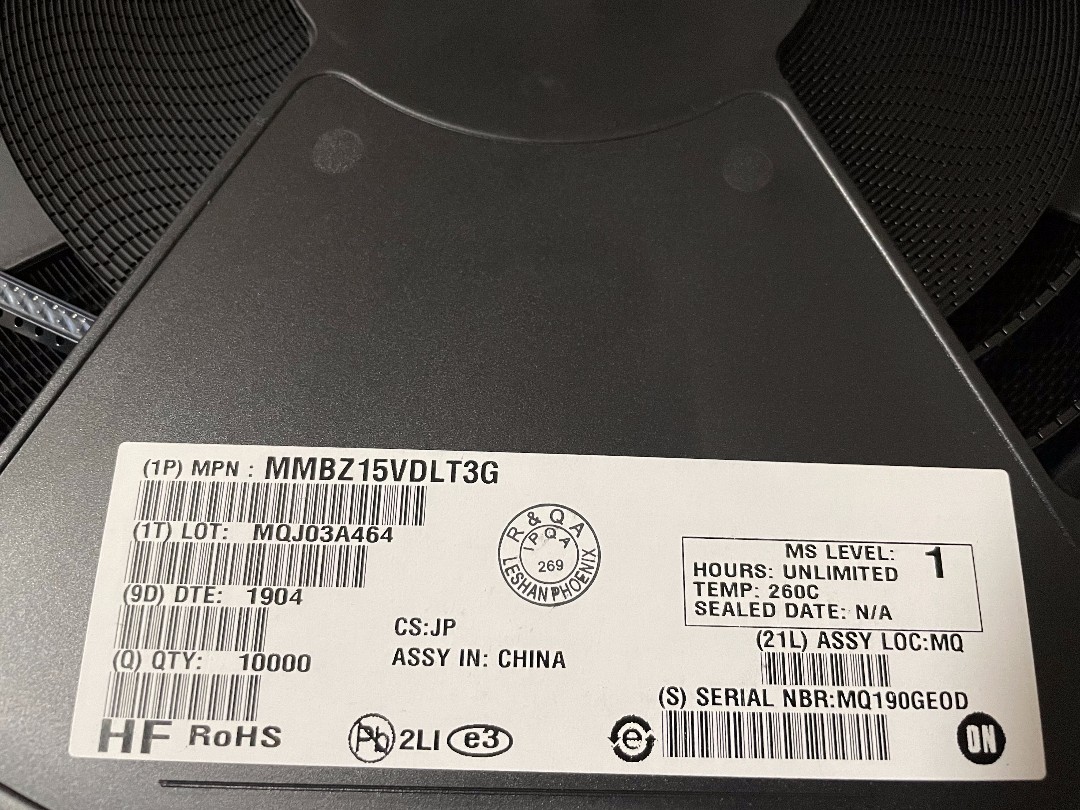 (1P) MPN : MMBZ15VDLT3G
(1T) LOT: MQJ03A464
(9D) DTE: 1904
(Q) QTY: 10000
HF RoHS
R & Q A
IPQA
269
LESHAN PHOENIX
CS:JP
ASSY IN: CHINA
Pb 2LI e3
MS LEVEL: 1
HOURS: UNLIMITED
TEMP: 260C
SEALED DATE: N/A
(21L) ASSY LOC:MQ
(S) SERIAL NBR:MQ190GE0D
e
ON